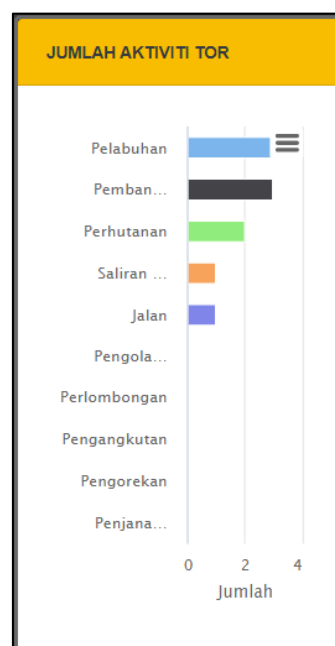 JUMLAH AKTIVITI TOR
Pelabuhan
Pemban...
Perhutanan
Saliran ...
Jalan
Pengola...
Perlombongan
Pengangkutan
Pengorekan
Penjana...
0 2 4
Jumlah